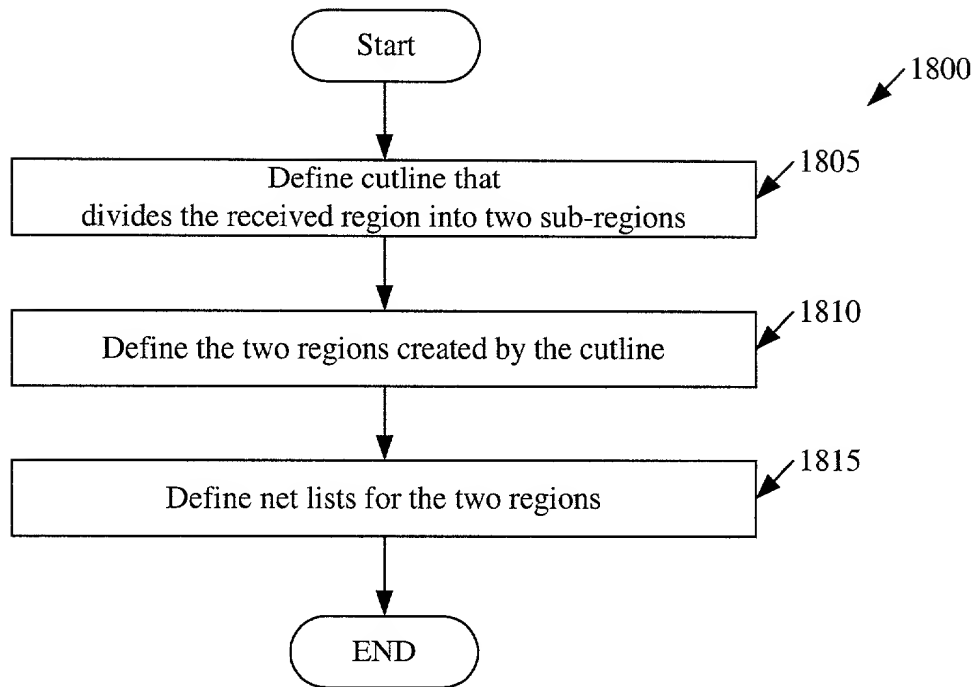 Start
1800
1805
Define cutline that
divides the received region into two sub-regions
1810
Define the two regions created by the cutline
1815
Define net lists for the two regions
END